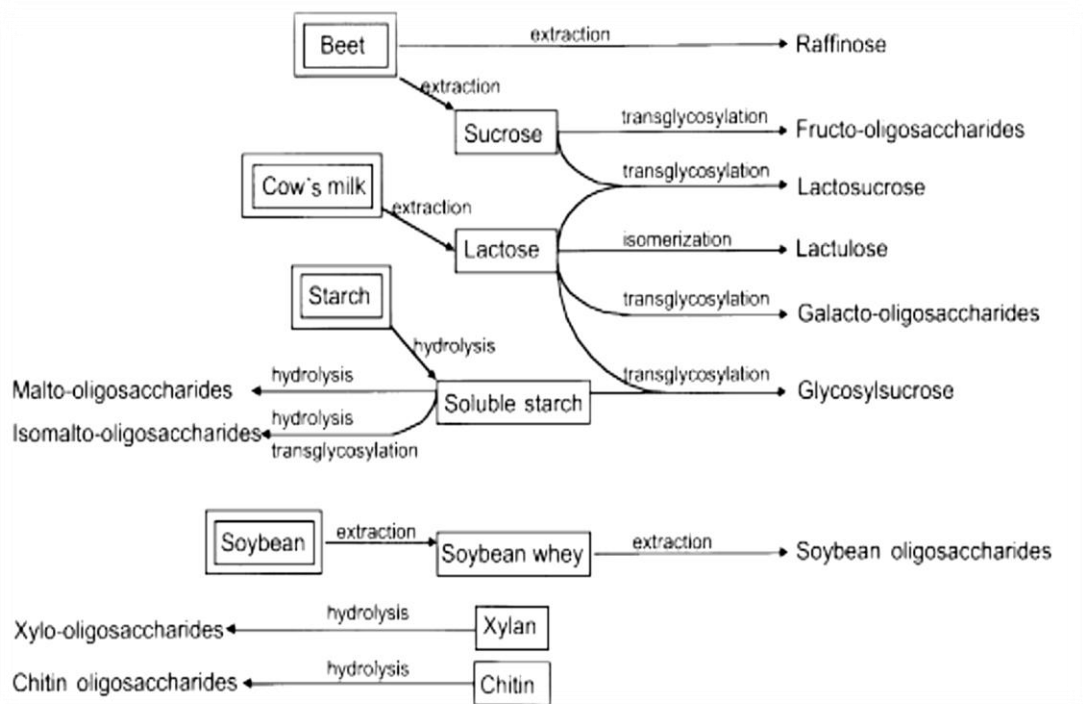 Beet
extraction
Raffinose
extraction
Sucrose
transglycosylation
Fructo-oligosaccharides
transglycosylation
Lactosucrose
Cow's milk
extraction
Lactose
isomerization
Lactulose
Starch
transglycosylation
Galacto-oligosaccharides
hydrolysis
Malto-oligosaccharides
hydrolysis
Soluble starch
transglycosylation
Glycosylsucrose
Isomalto-oligosaccharides
hydrolysis
transglycosylation
Soybean
extraction
Soybean whey
extraction
Soybean oligosaccharides
Xylo-oligosaccharides
hydrolysis
Xylan
Chitin oligosaccharides
hydrolysis
Chitin